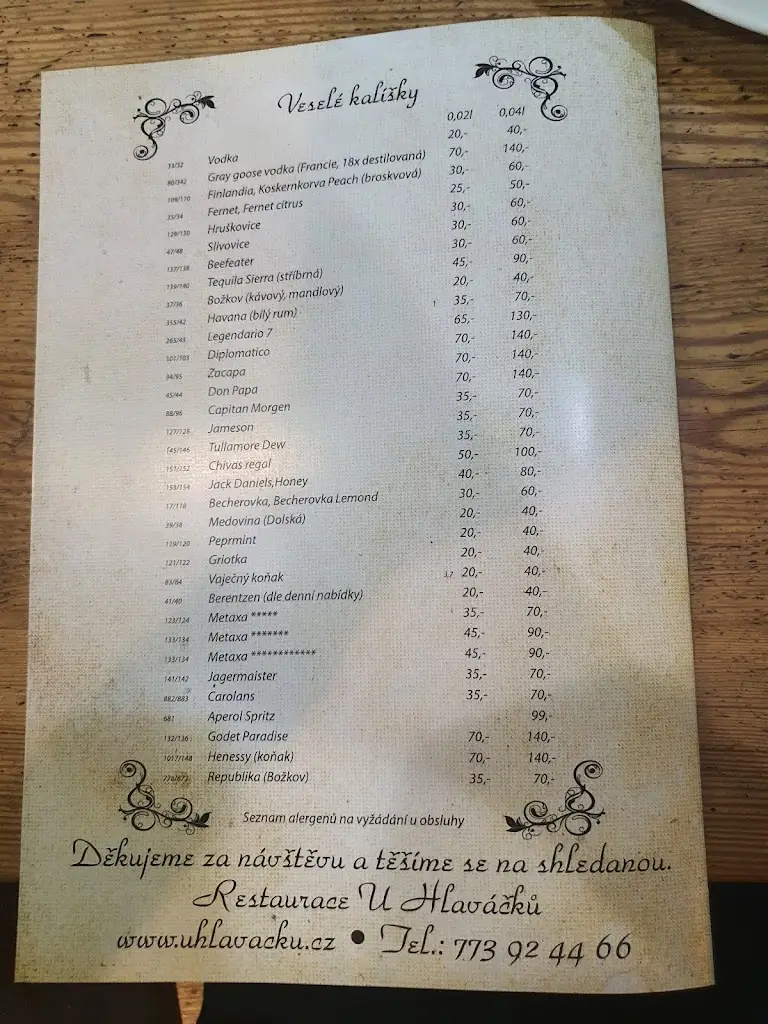 Veselé kalíšky
0,02l 0,04l
33/32 Vodka 20,- 40,-
80/342 Gray goose vodka (Francie, 18x destilovaná) 70,- 140,-
109/110 Finlandia, Koskernkorva Peach (broskvová) 30,- 60,-
35/34 Fernet, Fernet citrus 25,- 50,-
129/130 Hruškovice 30,- 60,-
47/48 Slivovice 30,- 60,-
137/138 Beefeater 30,- 60,-
139/140 Tequila Sierra (stříbrná) 45,- 90,-
37/36 Božkov (kávový, mandlový) 20,- 40,-
355/42 Havana (bílý rum) 35,- 70,-
265/43 Legendario 7 65,- 130,-
101/103 Diplomatico 70,- 140,-
94/95 Zacapa 70,- 140,-
45/44 Don Papa 70,- 140,-
88/96 Capitan Morgen 35,- 70,-
127/128 Jameson 35,- 70,-
145/146 Tullamore Dew 35,- 70,-
151/152 Chivas regal 50,- 100,-
153/154 Jack Daniels,Honey 40,- 80,-
17/118 Becherovka, Becherovka Lemond 30,- 60,-
39/38 Medovina (Dolská) 20,- 40,-
119/120 Peprmint 20,- 40,-
121/122 Griotka 20,- 40,-
83/84 Vaječný koňak 3,7 20,- 40,-
41/40 Berentzen (dle denní nabídky) 20,- 40,-
123/124 Metaxa ***** 35,- 70,-
133/134 Metaxa ******* 45,- 90,-
133/134 Metaxa ************ 45,- 90,-
141/142 Jagermaister 35,- 70,-
882/883 Carolans 35,- 70,-
681 Aperol Spritz 99,-
132/136 Godet Paradise 70,- 140,-
1017/148 Henessy (koňak) 70,- 140,-
Republika (Božkov) 35,- 70,-
Seznam alergenů na vyžádání u obsluhy
Děkujeme za návštěvu a těšíme se na shledanou.
Restaurace U Hlaváčků
www.uhlavacku.cz • Tel.: 773 92 44 66